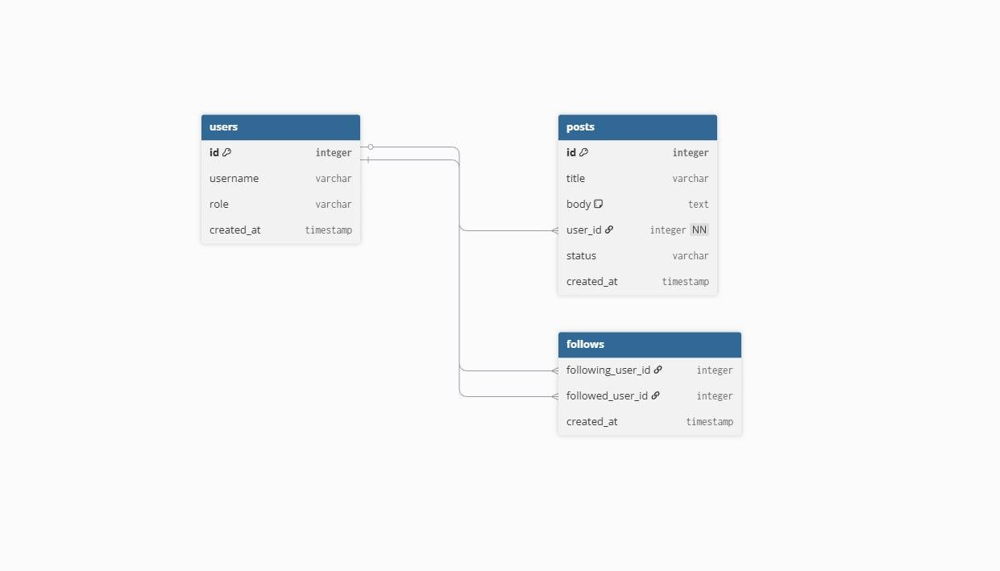 users
id integer
username varchar
role varchar
created_at timestamp
posts
id integer
title varchar
body text
user_id integer NN
status varchar
created_at timestamp
follows
following_user_id integer
followed_user_id integer
created_at timestamp